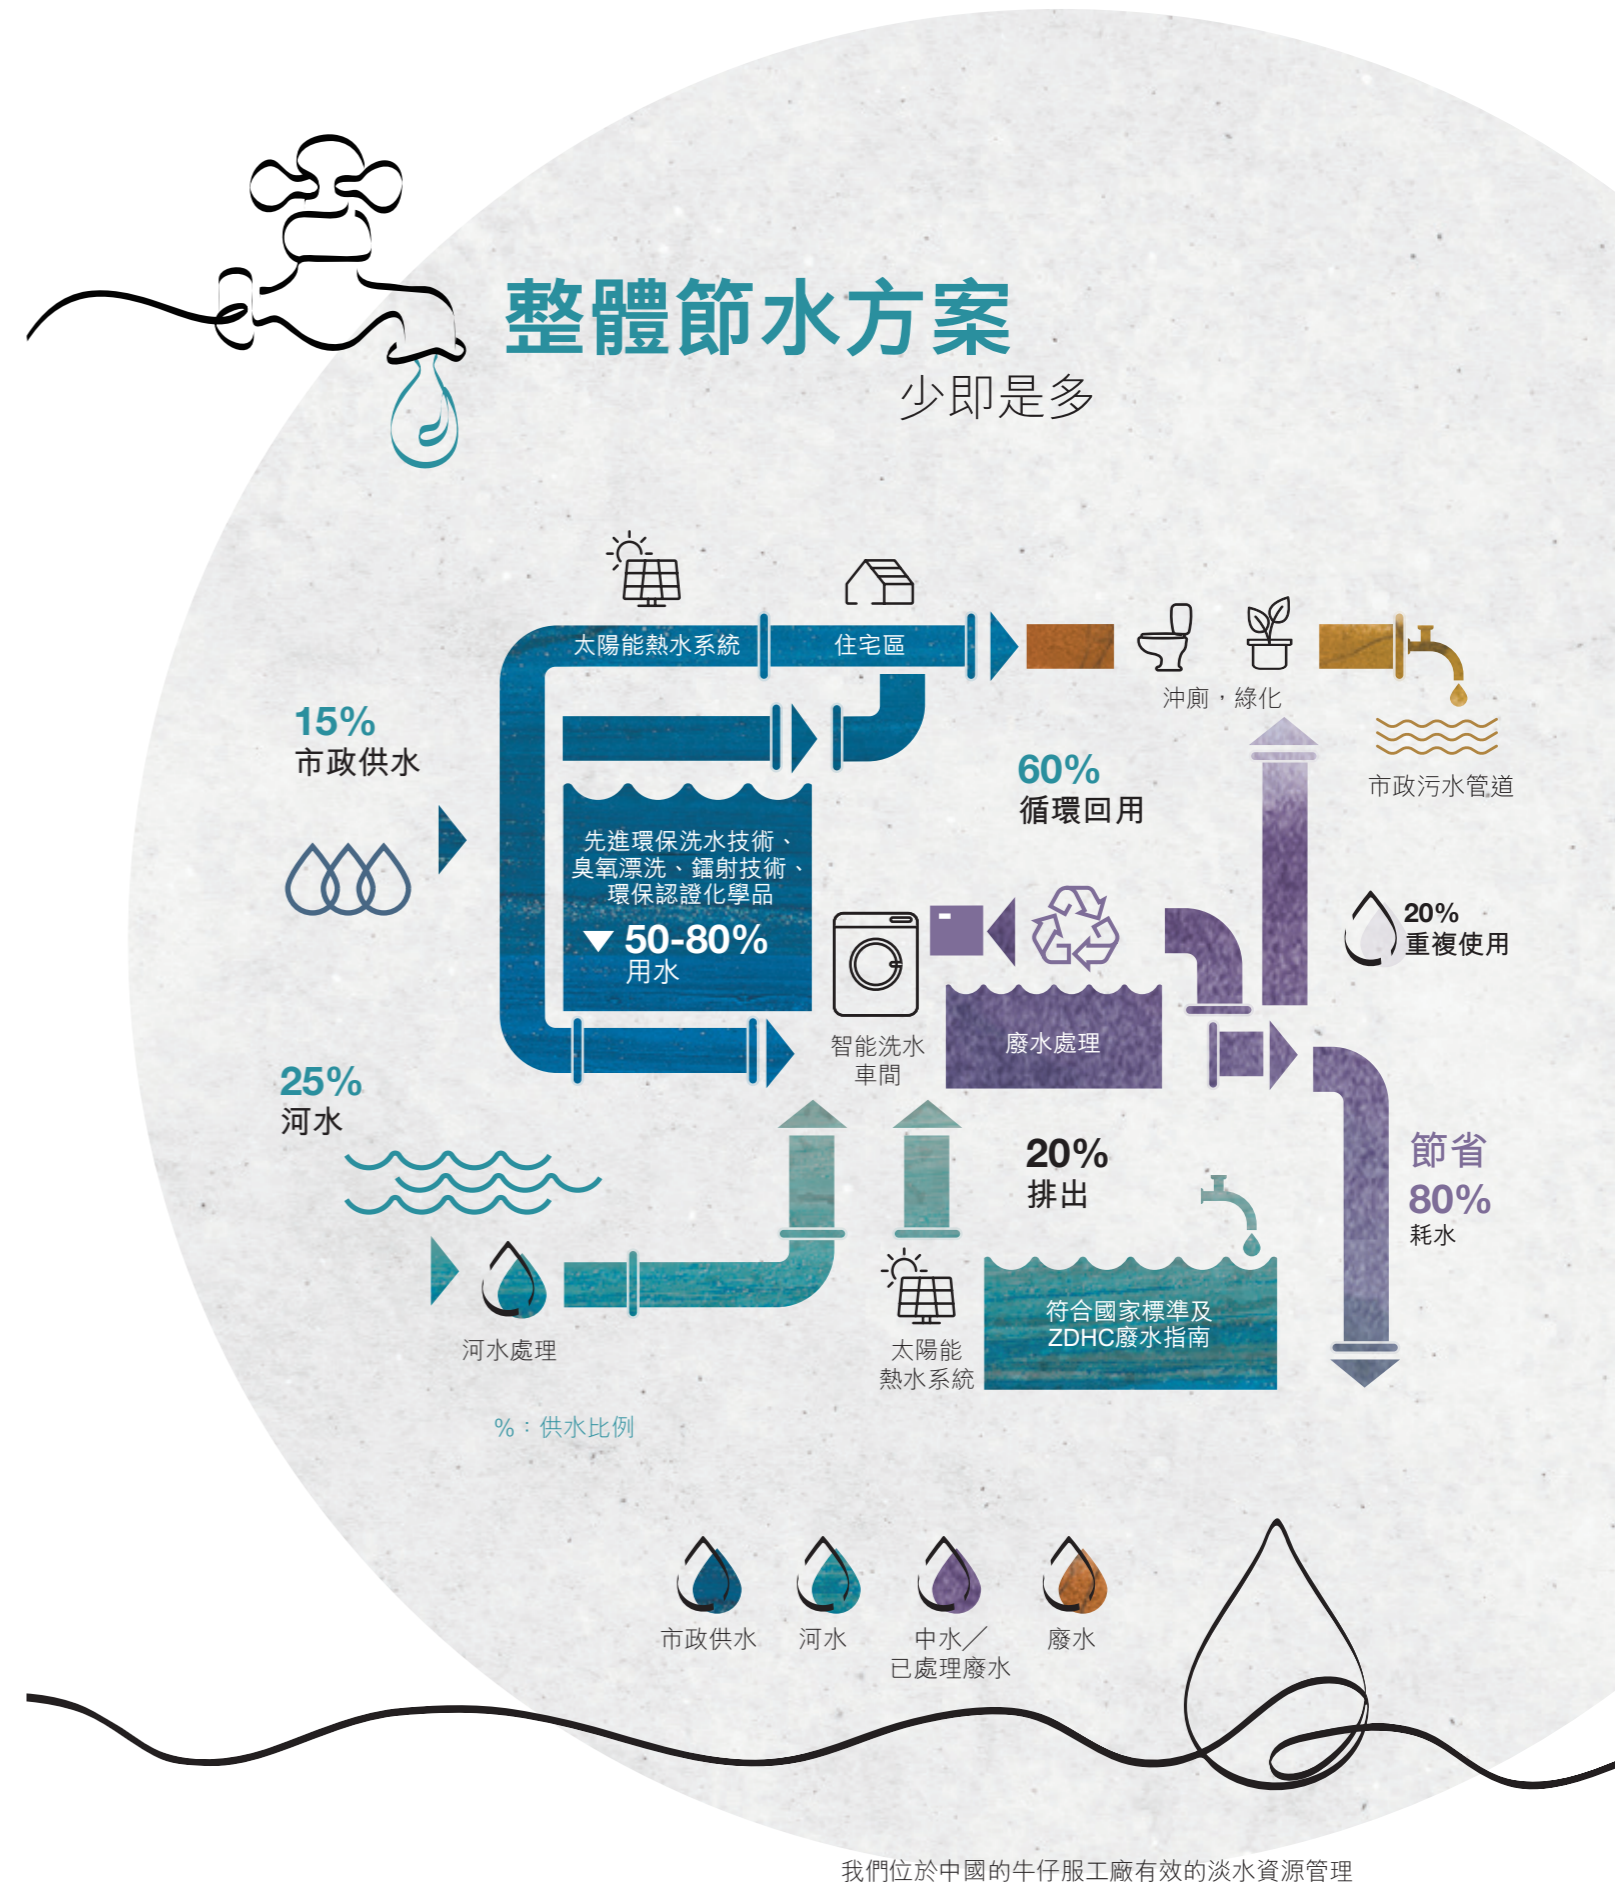 整體節水方案
少即是多
太陽能熱水系統
住宅區
沖廁，綠化
市政污水管道
15%
市政供水
先進環保洗水技術、
臭氧漂洗、鐳射技術、
環保認證化學品
▼ 50-80%
用水
60%
循環回用
20%
重複使用
智能洗水
車間
廢水處理
25%
河水
河水處理
20%
排出
節省
80%
耗水
太陽能
熱水系統
符合國家標準及
ZDHC廢水指南
%：供水比例
市政供水
河水
中水／
已處理廢水
廢水
我們位於中國的牛仔服工廠有效的淡水資源管理